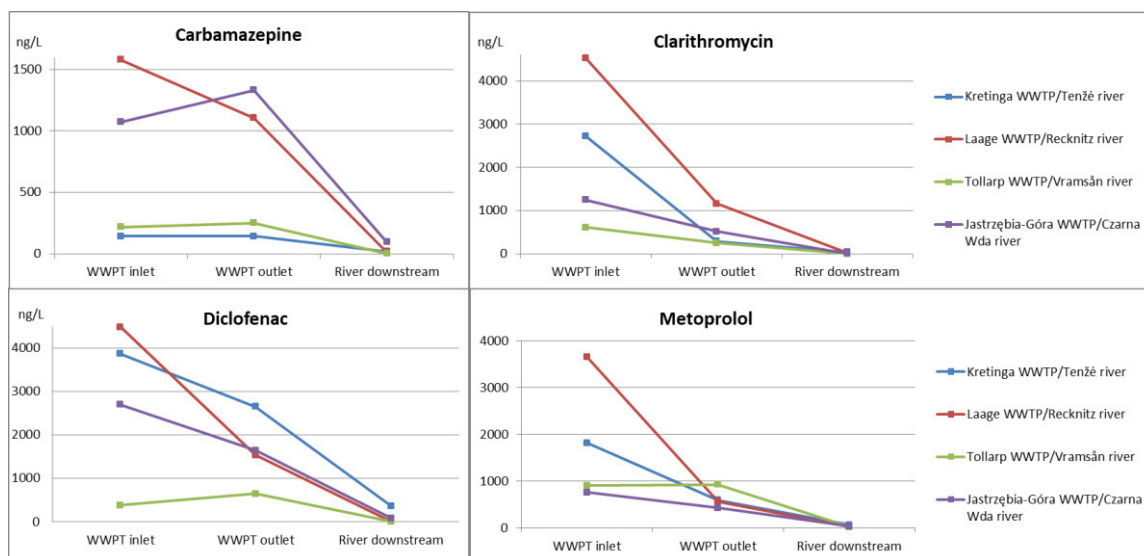 Carbamazepine
ng/L
1500
1000
500
0
WWPT inlet
WWPT outlet
River downstream
Clarithromycin
ng/L
4000
3000
2000
1000
0
WWPT inlet
WWPT outlet
River downstream
Kretinga WWTP/Tenžė river
Laage WWTP/Recknitz river
Tollarp WWTP/Vramsån river
Jastrzębia-Góra WWTP/Czarna
Wda river
Diclofenac
ng/L
4000
3000
2000
1000
0
WWPT inlet
WWPT outlet
River downstream
Metoprolol
ng/L
4000
3000
2000
1000
0
WWPT inlet
WWPT outlet
River downstream
Kretinga WWTP/Tenžė river
Laage WWTP/Recknitz river
Tollarp WWTP/Vramsån river
Jastrzębia-Góra WWTP/Czarna
Wda river